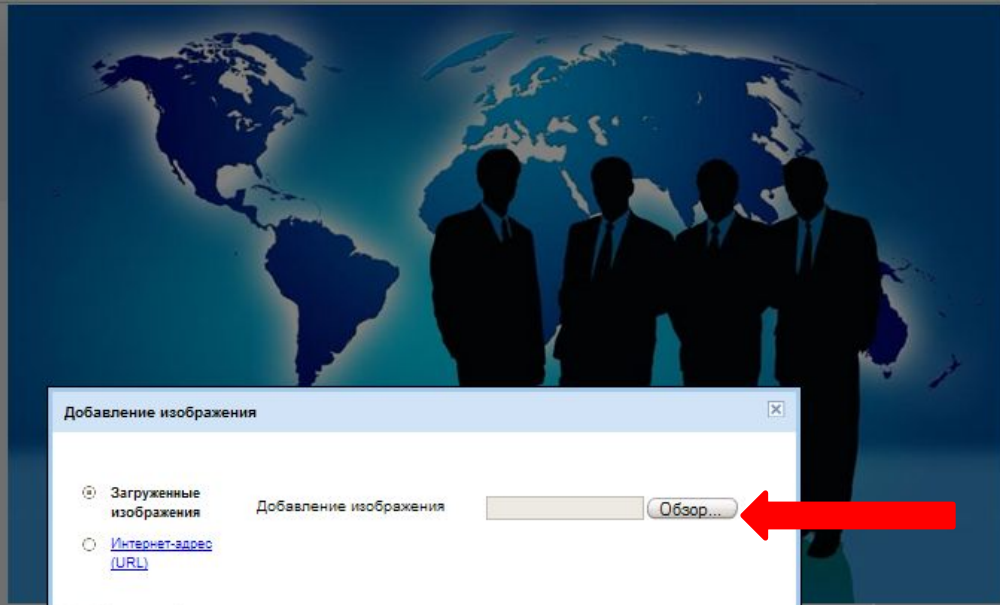 Добавление изображения
Загруженные
изображения
Добавление изображения
Обзор...
Интернет-адрес
(URL)